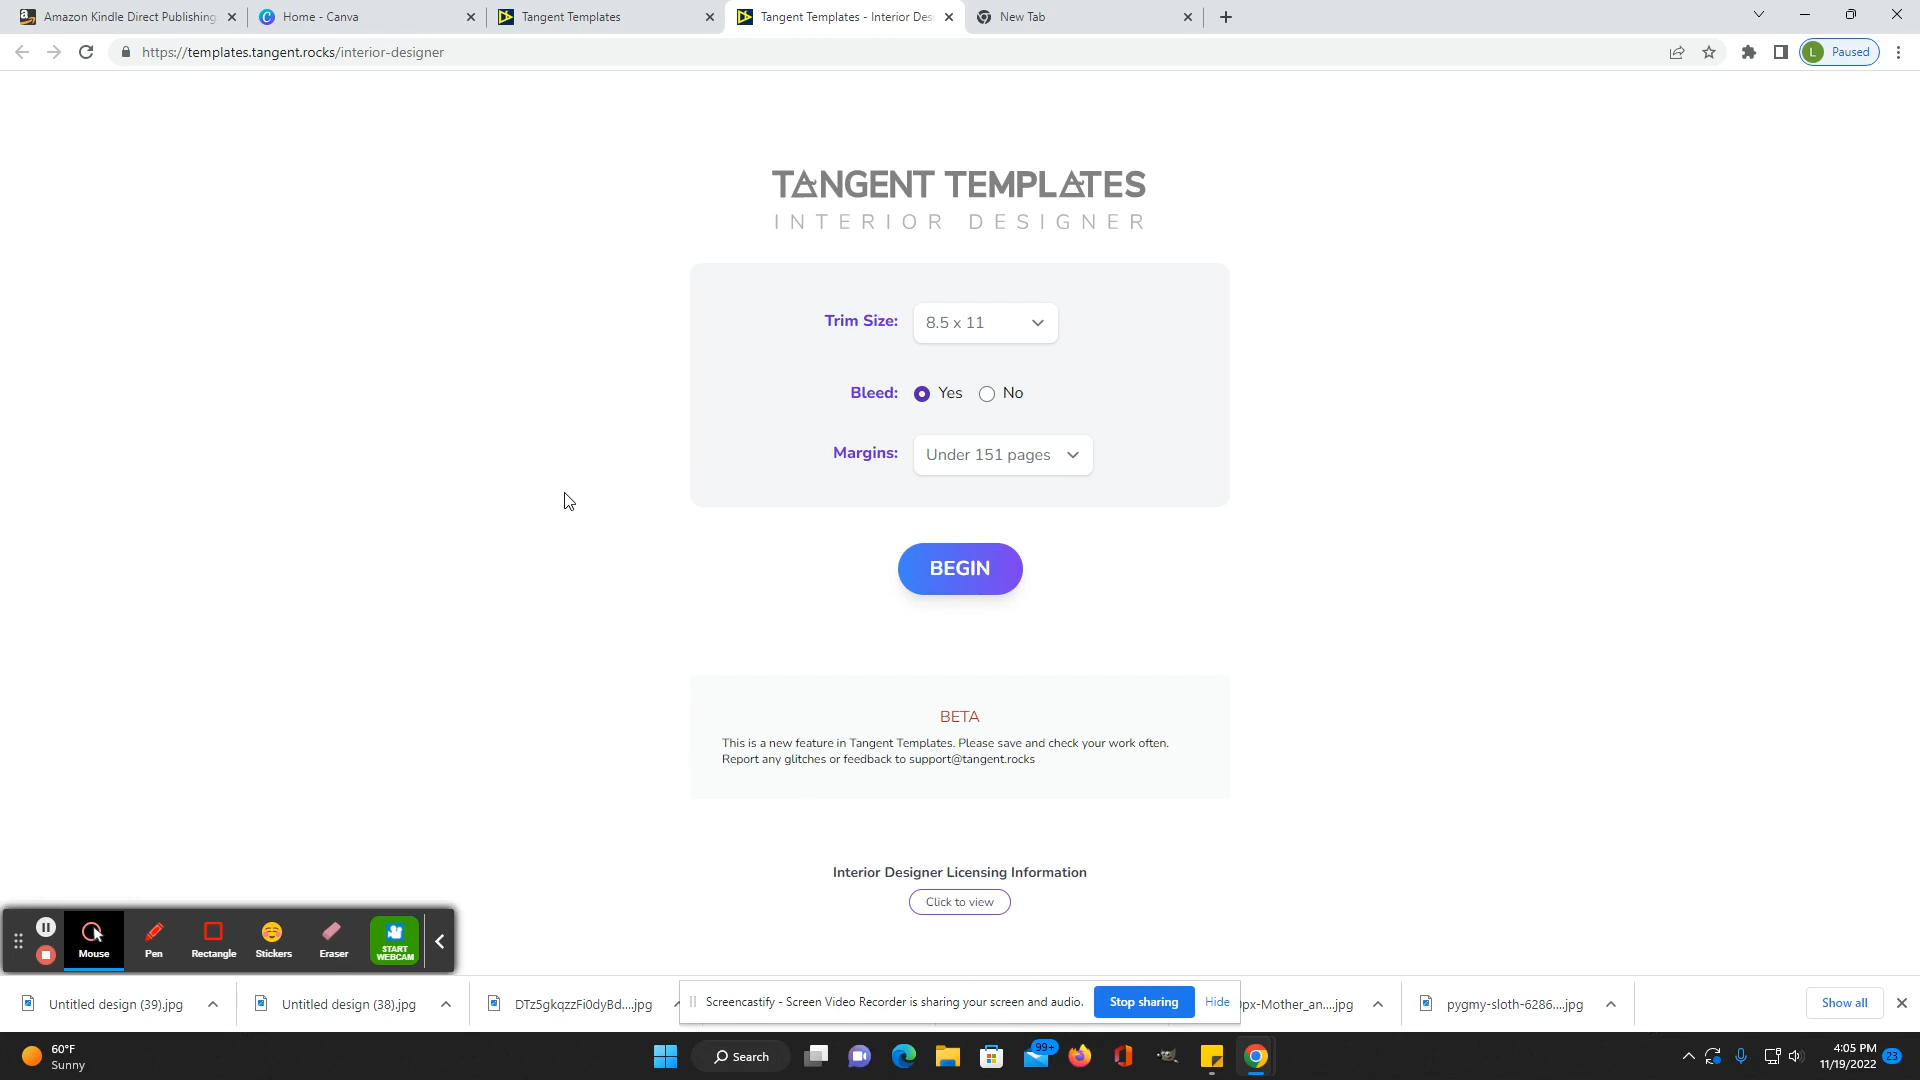 Amazon Kindle Direct Publishing
Home - Canva
Tangent Templates
Tangent Templates - Interior Des
New Tab
https://templates.tangent.rocks/interior-designer
L
Paused
TANGENT TEMPLATES
INTERIOR DESIGNER
Trim Size:
8.5 x 11
Bleed:
Yes
No
Margins:
Under 151 pages
BEGIN
BETA
This is a new feature in Tangent Templates. Please save and check your work often.
Report any glitches or feedback to support@tangent.rocks
Interior Designer Licensing Information
Click to view
Mouse
Pen
Rectangle
Stickers
Eraser
START
WEBCAM
Untitled design (39).jpg
Untitled design (38).jpg
DTz5gkqzzFi0dyBd....jpg
Screencastify - Screen Video Recorder is sharing your screen and audio.
Stop sharing
Hide
px-Mother_an....jpg
pygmy-sloth-6286....jpg
Show all
60°F
Sunny
Search
99+
4:05 PM
11/19/2022
23